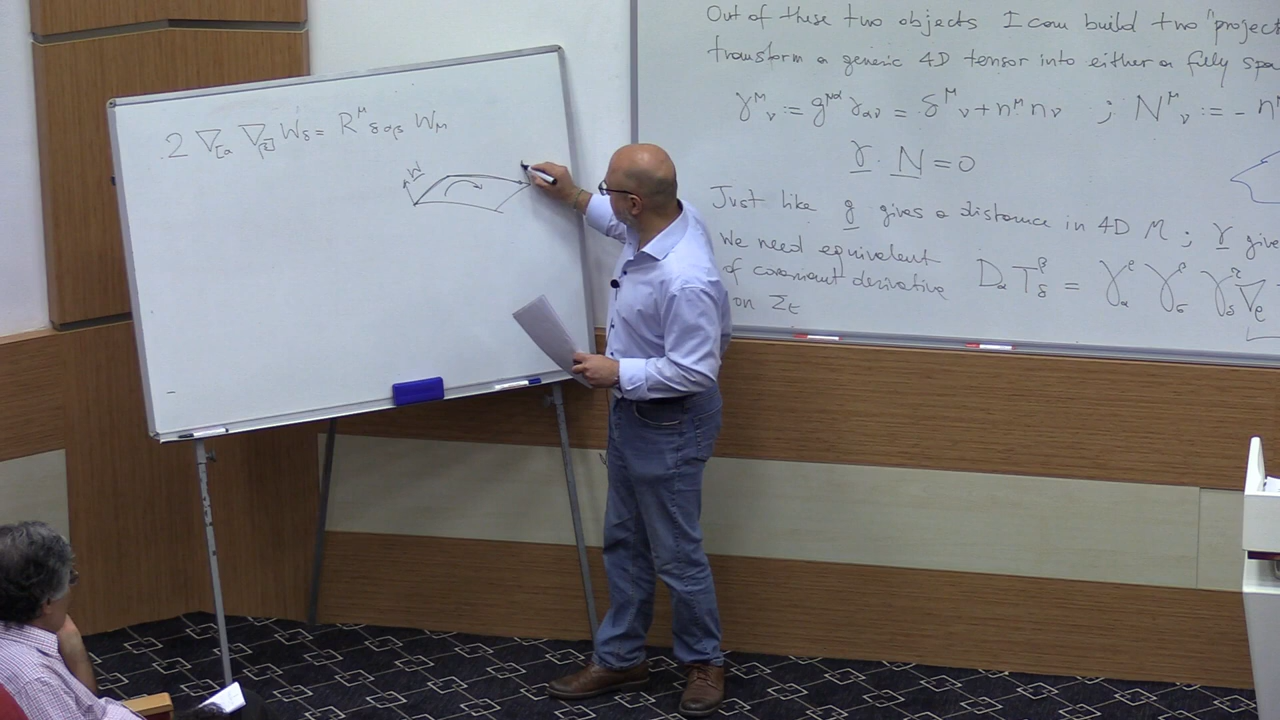 2 ∇[α ∇β] Wδ = R^μ δαβ Wμ
W
Out of these two objects I can build two "project
transform a generic 4D tensor into either a fully spa
γ^μ ν := g^μα γαν = δ^μ ν + n^μ nν ; N^μ ν := - n^μ
γ · N = 0
Just like g gives a distance in 4D M ; γ give
We need equivalent
of covariant derivative
on Σt
Dα T^β δ =